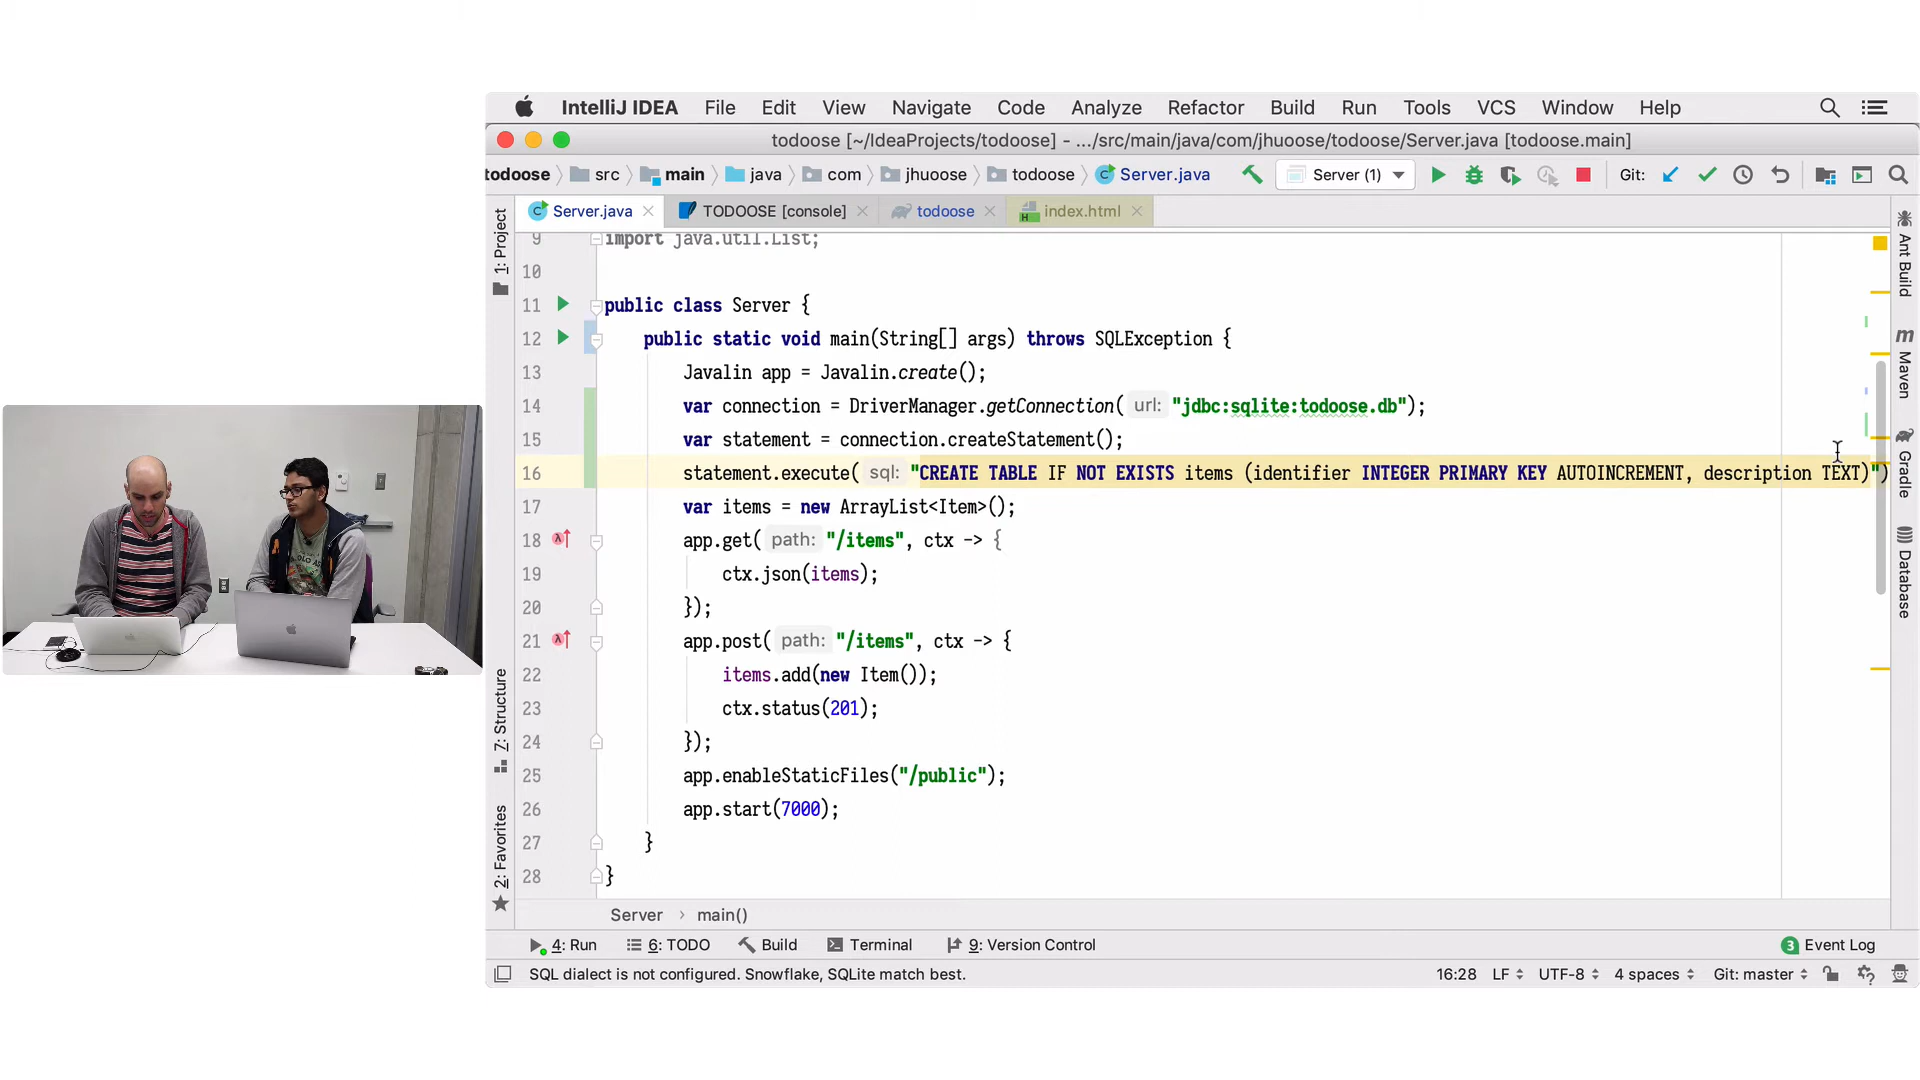 IntelliJ IDEA File Edit View Navigate Code Analyze Refactor Build Run Tools VCS Window Help
todoose [~/IdeaProjects/todoose] - .../src/main/java/com/jhuoose/todoose/Server.java [todoose.main]
todoose src main java com jhuoose todoose Server.java Server (1) Git:
Server.java TODOOSE [console] todoose index.html
1: Project
7: Structure
2: Favorites
9 import java.util.List;
10
11 public class Server {
12 public static void main(String[] args) throws SQLException {
13 Javalin app = Javalin.create();
14 var connection = DriverManager.getConnection( url: "jdbc:sqlite:todoose.db");
15 var statement = connection.createStatement();
16 statement.execute( sql: "CREATE TABLE IF NOT EXISTS items (identifier INTEGER PRIMARY KEY AUTOINCREMENT, description TEXT)")
17 var items = new ArrayList<Item>();
18 app.get( path: "/items", ctx -> {
19 ctx.json(items);
20 });
21 app.post( path: "/items", ctx -> {
22 items.add(new Item());
23 ctx.status(201);
24 });
25 app.enableStaticFiles("/public");
26 app.start(7000);
27 }
28 }
Ant Build
Maven
Gradle
Database
Server › main()
4: Run 6: TODO Build Terminal 9: Version Control 3 Event Log
SQL dialect is not configured. Snowflake, SQLite match best. 16:28 LF UTF-8 4 spaces Git: master